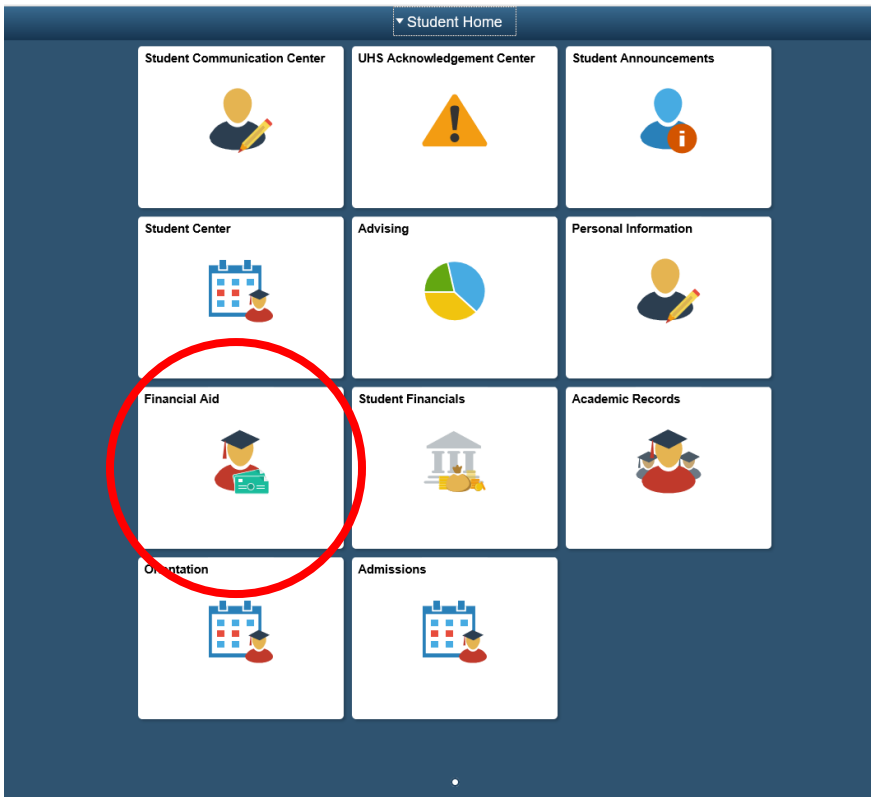 Student Home
Student Communication Center
UHS Acknowledgement Center
Student Announcements
Student Center
Advising
Personal Information
Financial Aid
Student Financials
Academic Records
Orientation
Admissions